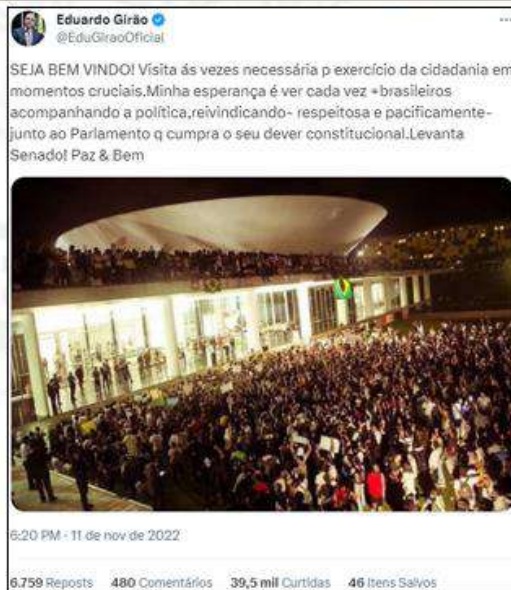 Eduardo Girão
@EduGiraoOficial
SEJA BEM VINDO! Visita ás vezes necessária p exercício da cidadania em
momentos cruciais.Minha esperança é ver cada vez +brasileiros
acompanhando a política,reivindicando- respeitosa e pacificamente-
junto ao Parlamento q cumpra o seu dever constitucional.Levanta
Senado! Paz & Bem
6:20 PM · 11 de nov de 2022
6.759 Reposts 480 Comentários 39,5 mil Curtidas 46 Itens Salvos